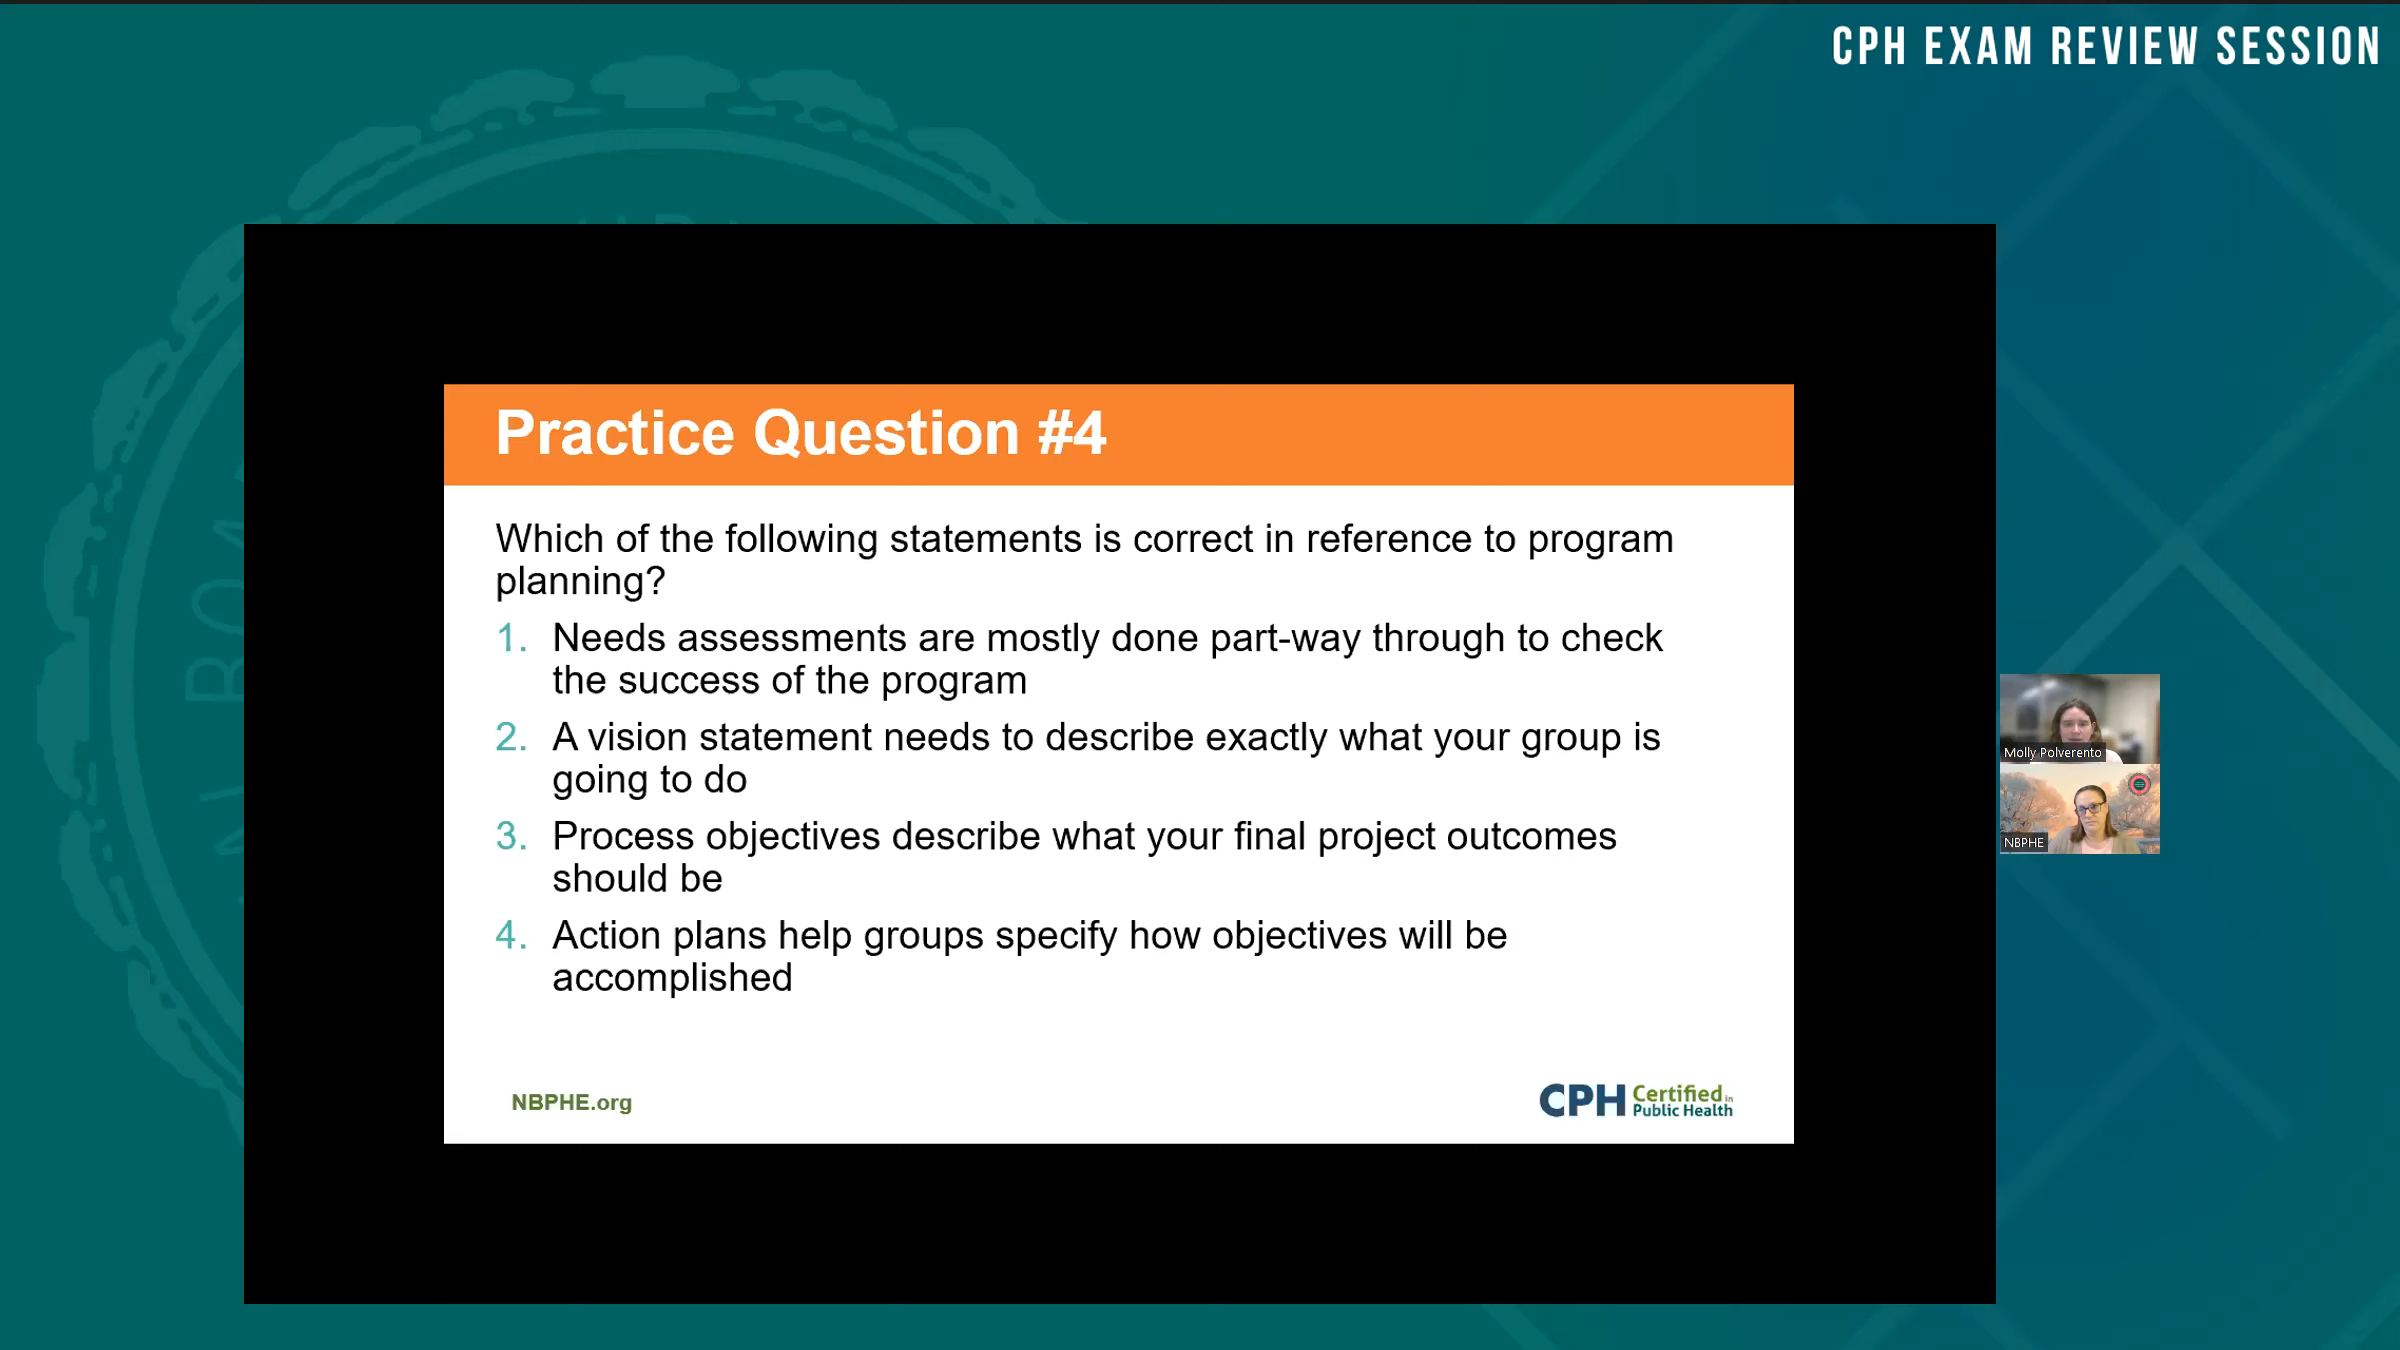 CPH EXAM REVIEW SESSION
Practice Question #4
Which of the following statements is correct in reference to program
planning?
1. Needs assessments are mostly done part-way through to check
the success of the program
2. A vision statement needs to describe exactly what your group is
going to do
3. Process objectives describe what your final project outcomes
should be
4. Action plans help groups specify how objectives will be
accomplished
NBPHE.org
CPH Certified in
Public Health
Molly Polverento
NBPHE